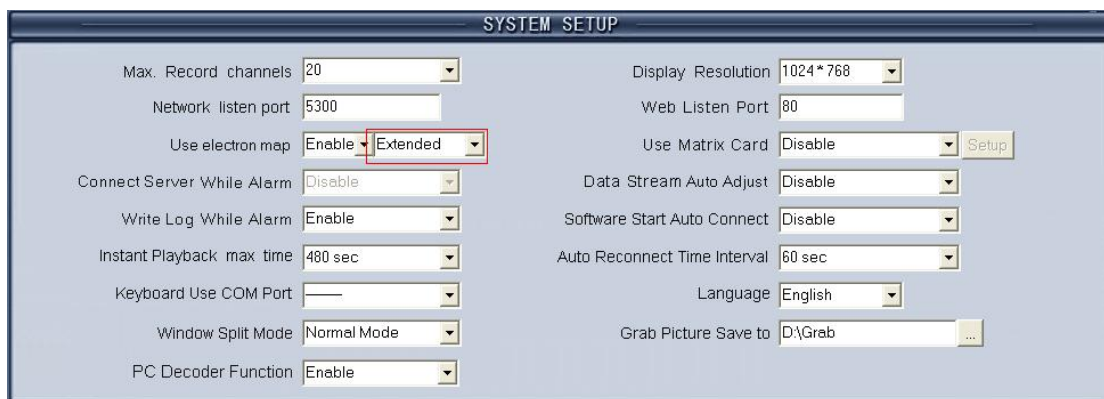 SYSTEM SETUP
Max. Record channels 20 Display Resolution 1024*768
Network listen port 5300 Web Listen Port 80
Use electron map Enable Extended Use Matrix Card Disable Setup
Connect Server While Alarm Disable Data Stream Auto Adjust Disable
Write Log While Alarm Enable Software Start Auto Connect Disable
Instant Playback max time 480 sec Auto Reconnect Time Interval 60 sec
Keyboard Use COM Port —— Language English
Window Split Mode Normal Mode Grab Picture Save to D:\Grab ...
PC Decoder Function Enable